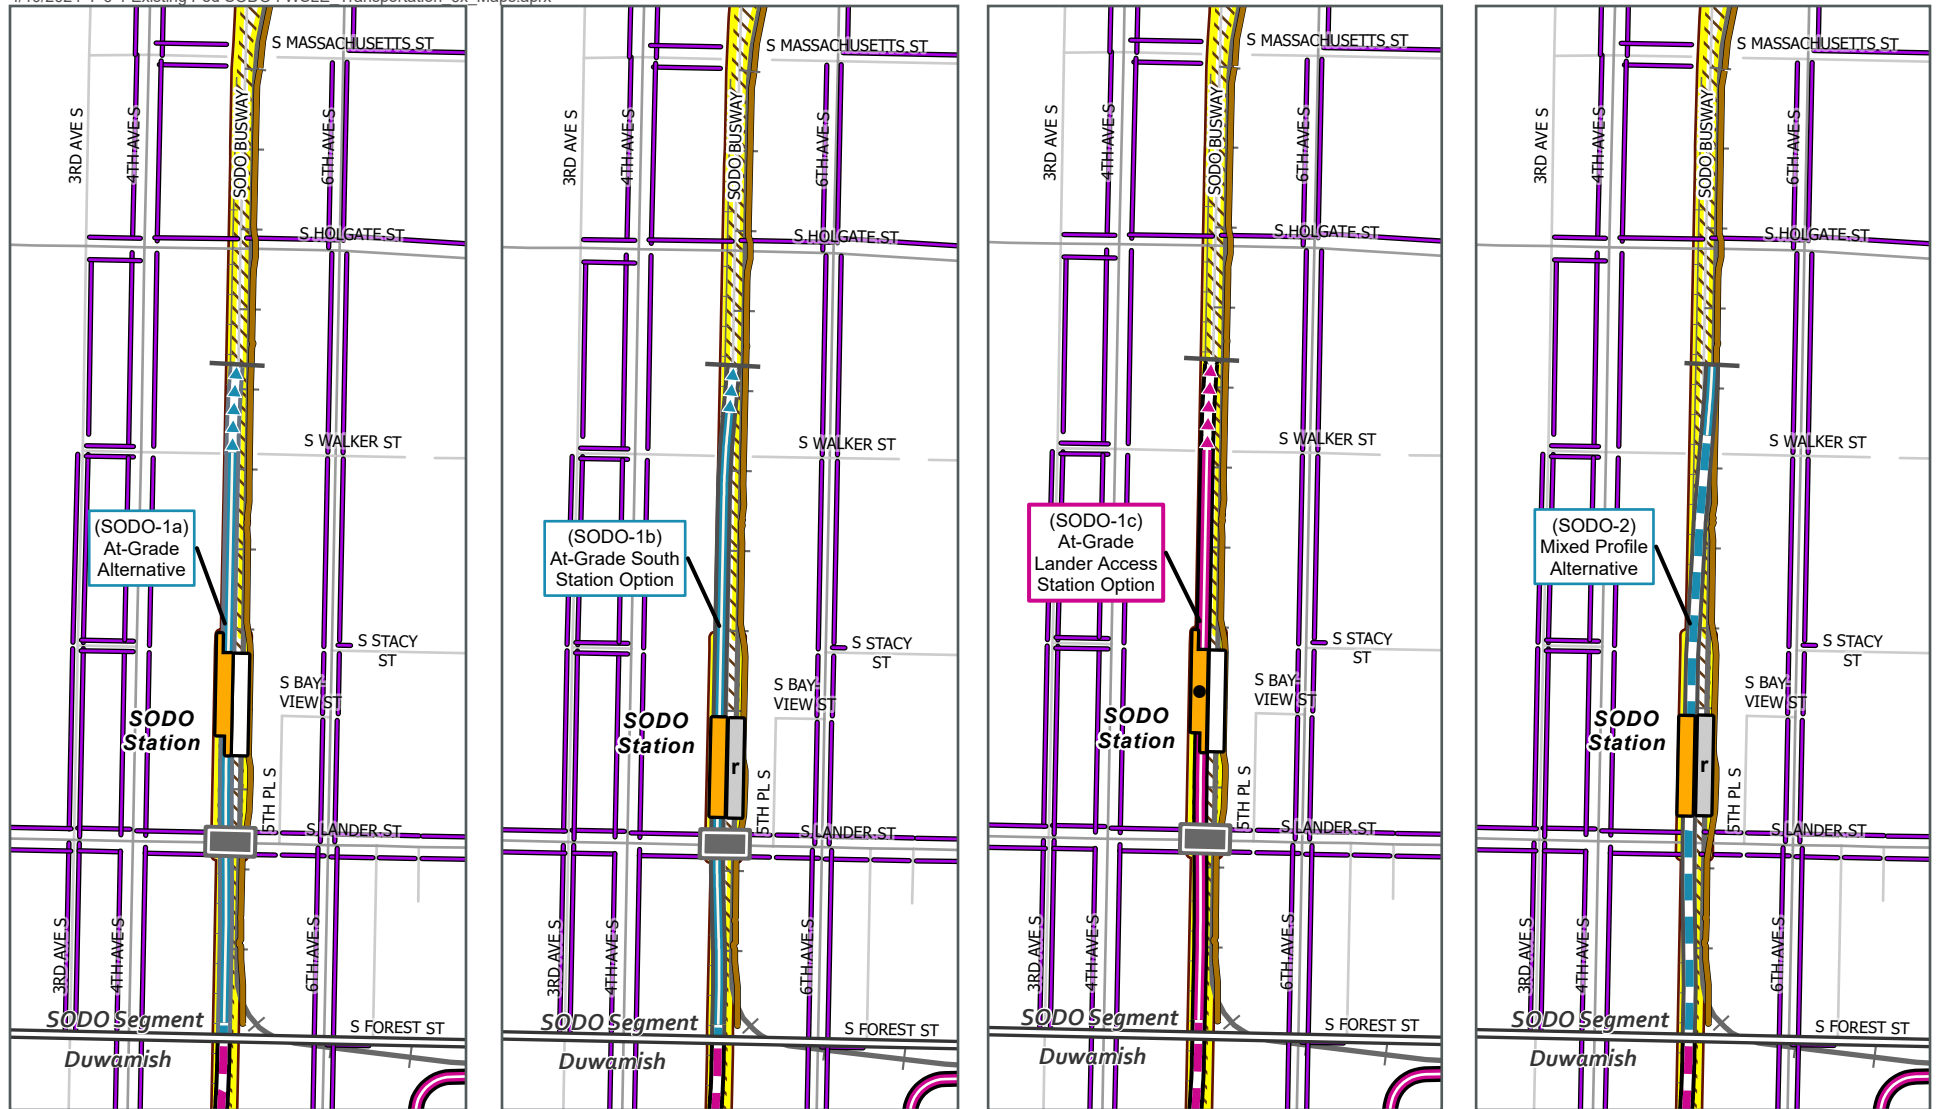 S MASSACHUSETTS ST
3RD AVE S
4TH AVE S
SODO BUSWAY
6TH AVE S
S HOLGATE ST
S WALKER ST
(SODO-1a)
At-Grade
Alternative
S STACY
ST
S BAY-
VIEW ST
SODO
Station
5TH PL S
S LANDER ST
3RD AVE S
4TH AVE S
6TH AVE S
SODO Segment
S FOREST ST
Duwamish
S MASSACHUSETTS ST
3RD AVE S
4TH AVE S
SODO BUSWAY
6TH AVE S
S HOLGATE ST
S WALKER ST
(SODO-1b)
At-Grade South
Station Option
S STACY
ST
S BAY-
VIEW ST
SODO
Station
r
5TH PL S
S LANDER ST
3RD AVE S
4TH AVE S
6TH AVE S
SODO Segment
S FOREST ST
Duwamish
S MASSACHUSETTS ST
3RD AVE S
4TH AVE S
SODO BUSWAY
6TH AVE S
S HOLGATE ST
S WALKER ST
(SODO-1c)
At-Grade
Lander Access
Station Option
S STACY
ST
S BAY-
VIEW ST
SODO
Station
5TH PL S
S LANDER ST
3RD AVE S
4TH AVE S
6TH AVE S
SODO Segment
S FOREST ST
Duwamish
S MASSACHUSETTS ST
3RD AVE S
4TH AVE S
SODO BUSWAY
6TH AVE S
S HOLGATE ST
S WALKER ST
(SODO-2)
Mixed Profile
Alternative
S STACY
ST
S BAY-
VIEW ST
SODO
Station
r
5TH PL S
S LANDER ST
3RD AVE S
4TH AVE S
6TH AVE S
SODO Segment
S FOREST ST
Duwamish